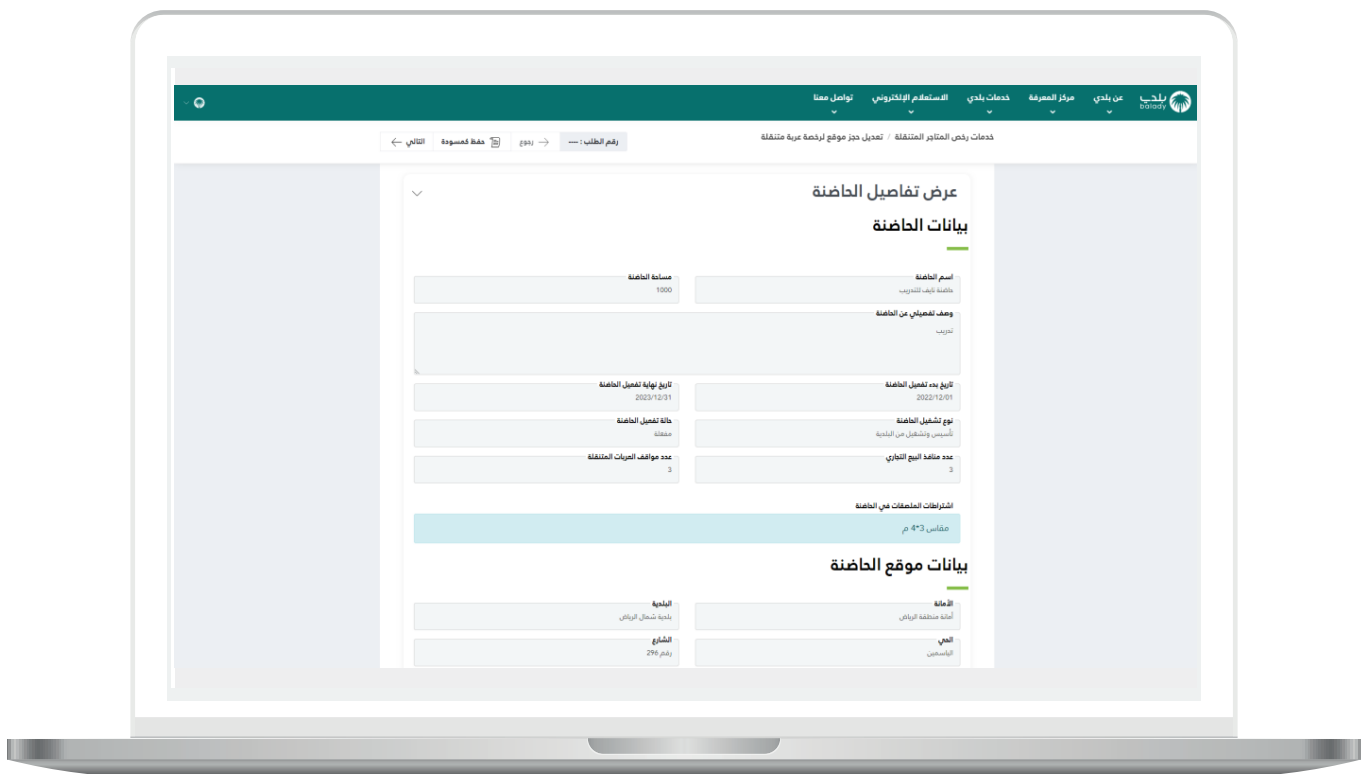 بلدي
balady
عن بلدي
مركز المعرفة
خدمات بلدي
الاستعلام الإلكتروني
تواصل معنا
خدمات رخص المتاجر المتنقلة / تعديل حجز موقع لرخصة عربة متنقلة
رقم الطلب : ----
رجوع
حفظ كمسودة
التالي
عرض تفاصيل الحاضنة
بيانات الحاضنة
اسم الحاضنة
حاضنة نايف للتدريب
مساحة الحاضنة
1000
وصف تفصيلي عن الحاضنة
تدريب
تاريخ بدء تفعيل الحاضنة
2022/12/01
تاريخ نهاية تفعيل الحاضنة
2023/12/31
نوع تشغيل الحاضنة
تأسيس وتشغيل من البلدية
حالة تفعيل الحاضنة
مفعلة
عدد منافذ البيع التجاري
3
عدد مواقف العربات المتنقلة
3
اشتراطات الملصقات في الحاضنة
مقاس 3*4 م
بيانات موقع الحاضنة
الأمانة
أمانة منطقة الرياض
البلدية
بلدية شمال الرياض
الحي
الياسمين
الشارع
رقم 296